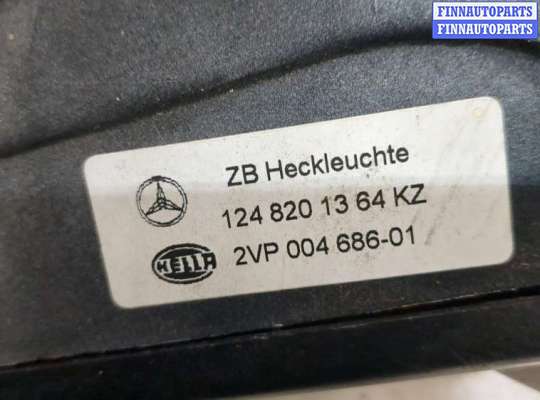 FINNAUTOPARTS
FINNAUTOPARTS
ZB Heckleuchte
124 820 13 64 KZ
HELLA 2VP 004 686-01